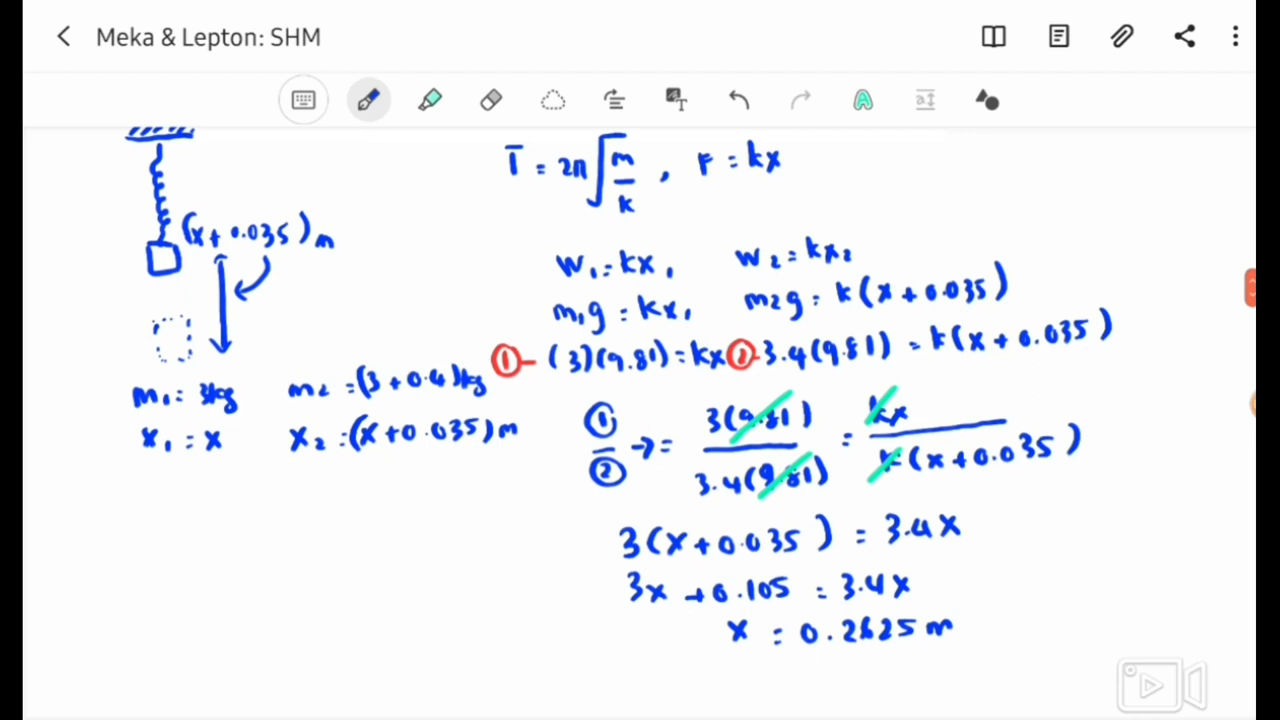 Meka & Lepton: SHM
T = 2π√(m/k) , F = kx
(x + 0.035) m
W₁ = kx₁
W₂ = kx₂
m₁g = kx₁
m₂g = k(x + 0.035)
① – (3)(9.81) = kx
② 3.4(9.81) = k(x + 0.035)
m₁ = 3kg
m₂ = (3 + 0.4)kg
x₁ = x
x₂ = (x + 0.035) m
①/② → = 3(9.81)/3.4(9.81) = kx/k(x + 0.035)
3(x + 0.035) = 3.4x
3x + 0.105 = 3.4x
x = 0.2625 m